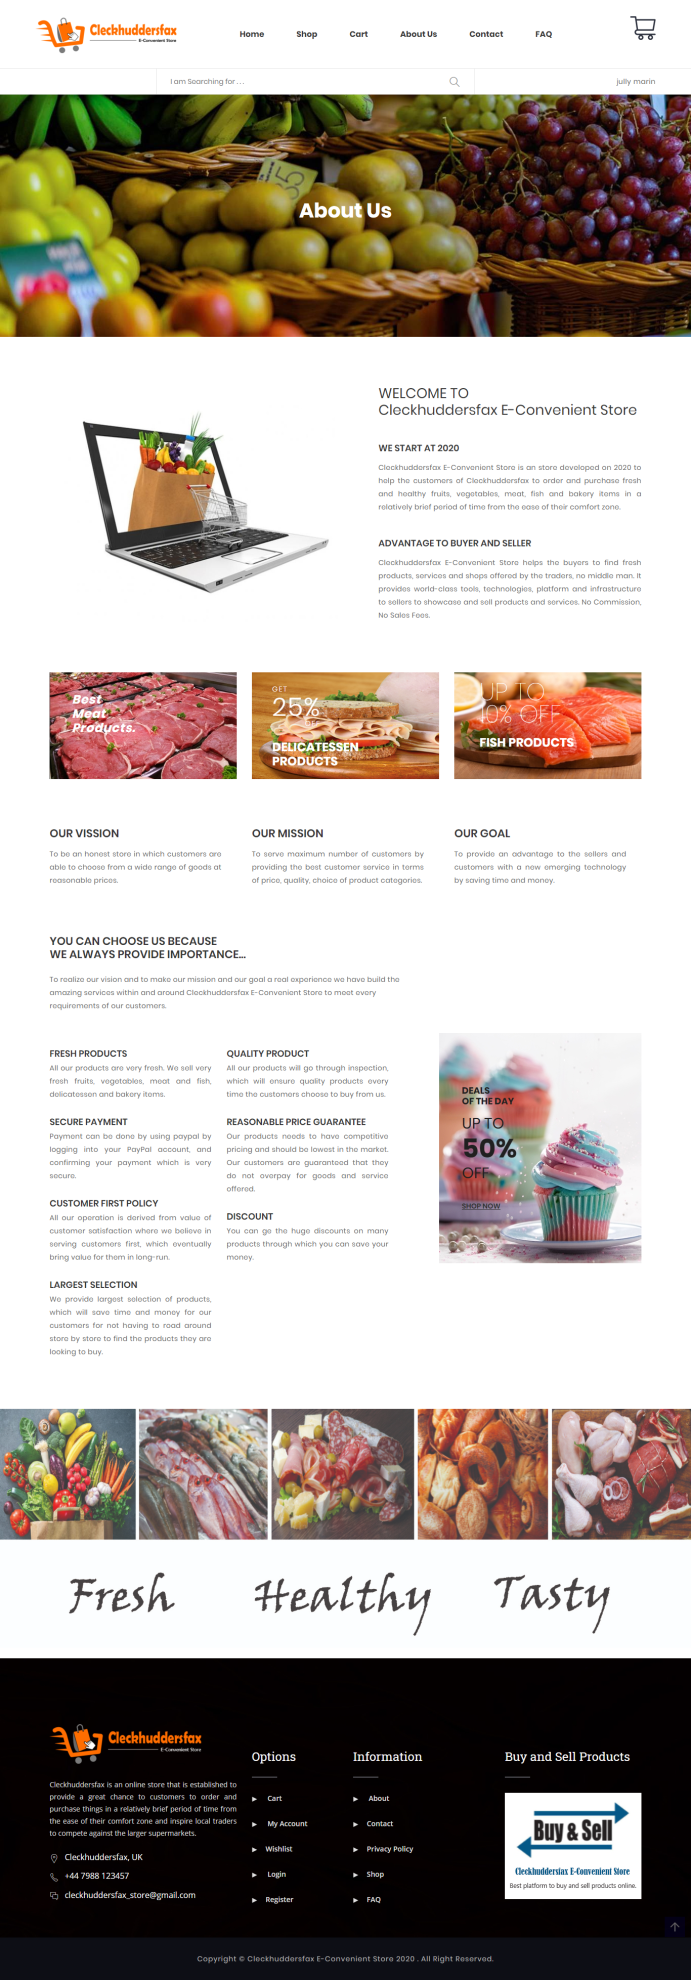 Cleckhuddersfax
E-Convenient Store
Home Shop Cart About Us Contact FAQ
I am Searching for . . .
jully marin
About Us
WELCOME TO
Cleckhuddersfax E-Convenient Store
WE START AT 2020
Cleckhuddersfax E-Convenient Store is an store developed on 2020 to
help the customers of Cleckhuddersfax to order and purchase fresh
and healthy fruits, vegetables, meat, fish and bakery items in a
relatively brief period of time from the ease of their comfort zone.
ADVANTAGE TO BUYER AND SELLER
Cleckhuddersfax E-Convenient Store helps the buyers to find fresh
products, services and shops offered by the traders, no middle man. It
provides world-class tools, technologies, platform and infrastructure
to sellers to showcase and sell products and services. No Commission,
No Sales Fees.
Best
Meat
Products.
GET
25%
OFF
DELICATESSEN
PRODUCTS
UP TO
10% OFF
FISH PRODUCTS
OUR VISSION
To be an honest store in which customers are
able to choose from a wide range of goods at
reasonable prices.
OUR MISSION
To serve maximum number of customers by
providing the best customer service in terms
of price, quality, choice of product categories.
OUR GOAL
To provide an advantage to the sellers and
customers with a new emerging technology
by saving time and money.
YOU CAN CHOOSE US BECAUSE
WE ALWAYS PROVIDE IMPORTANCE...
To realize our vision and to make our mission and our goal a real experience we have build the
amazing services within and around Cleckhuddersfax E-Convenient Store to meet every
requirements of our customers.
FRESH PRODUCTS
All our products are very fresh. We sell very
fresh fruits, vegetables, meat and fish,
delicatessen and bakery items.
SECURE PAYMENT
Payment can be done by using paypal by
logging into your PayPal account, and
confirming your payment which is very
secure.
CUSTOMER FIRST POLICY
All our operation is derived from value of
customer satisfaction where we believe in
serving customers first, which eventually
bring value for them in long-run.
LARGEST SELECTION
We provide largest selection of products,
which will save time and money for our
customers for not having to read around
store by store to find the products they are
looking to buy.
QUALITY PRODUCT
All our products will go through inspection,
which will ensure quality products every
time the customers choose to buy from us.
REASONABLE PRICE GUARANTEE
Our products needs to have competitive
pricing and should be lowest in the market.
Our customers are guaranteed that they
do not overpay for goods and service
offered.
DISCOUNT
You can ge the huge discounts on many
products through which you can save your
money.
DEALS
OF THE DAY
UP TO
50%
OFF
SHOP NOW
Fresh Healthy Tasty
Cleckhuddersfax
E-Convenient Store
Cleckhuddersfax is an online store that is established to
provide a great chance to customers to order and
purchase things in a relatively brief period of time from
the ease of their comfort zone and inspire local traders
to compete against the larger supermarkets.
Cleckhuddersfax, UK
+44 7988 123457
cleckhuddersfax_store@gmail.com
Options
Cart
My Account
Wishlist
Login
Register
Information
About
Contact
Privacy Policy
Shop
FAQ
Buy and Sell Products
Buy & Sell
Cleckhuddersfax E-Convenient Store
Best platform to buy and sell products online.
Copyright © Cleckhuddersfax E-Convenient Store 2020 . All Right Reserved.